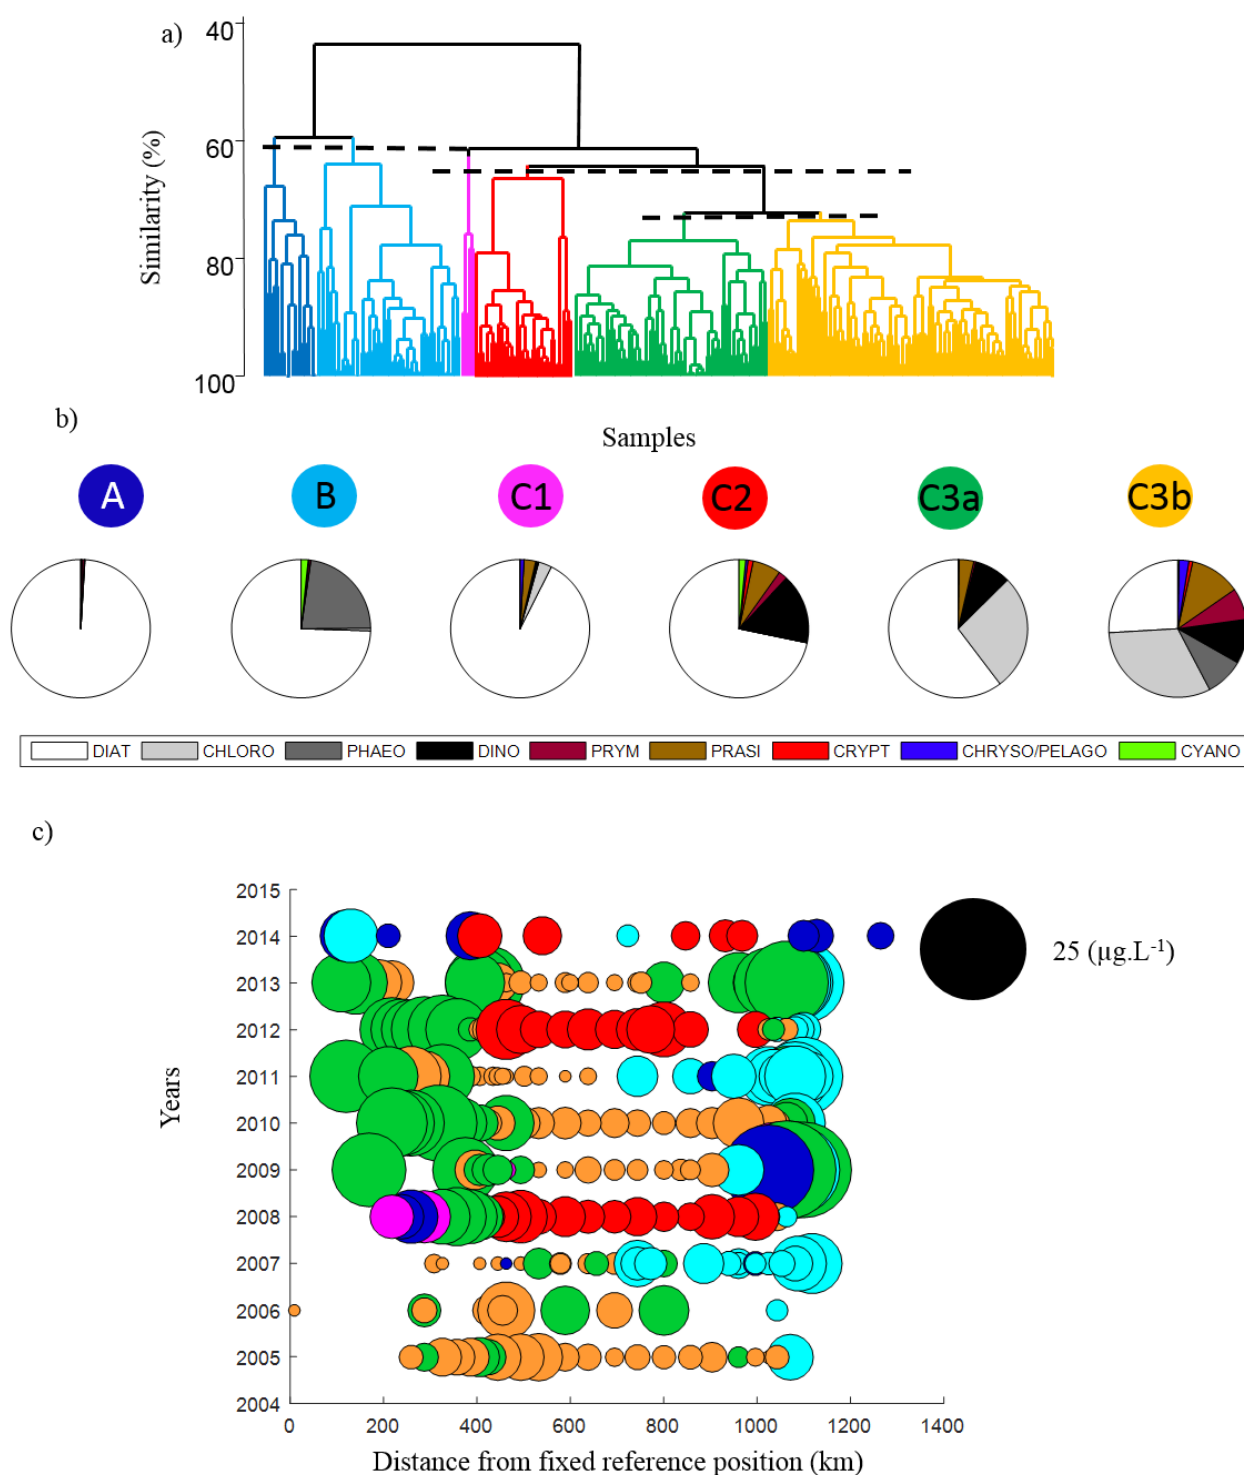 a)
40
60
80
100
Similarity (%)
Samples
b)
A B C1 C2 C3a C3b
DIAT CHLORO PHAEO DINO PRYM PRASI CRYPT CHRYSO/PELAGO CYANO
c)
2015
2014
2013
2012
2011
2010
2009
2008
2007
2006
2005
2004
Years
25 (µg.L⁻¹)
0 200 400 600 800 1000 1200 1400
Distance from fixed reference position (km)